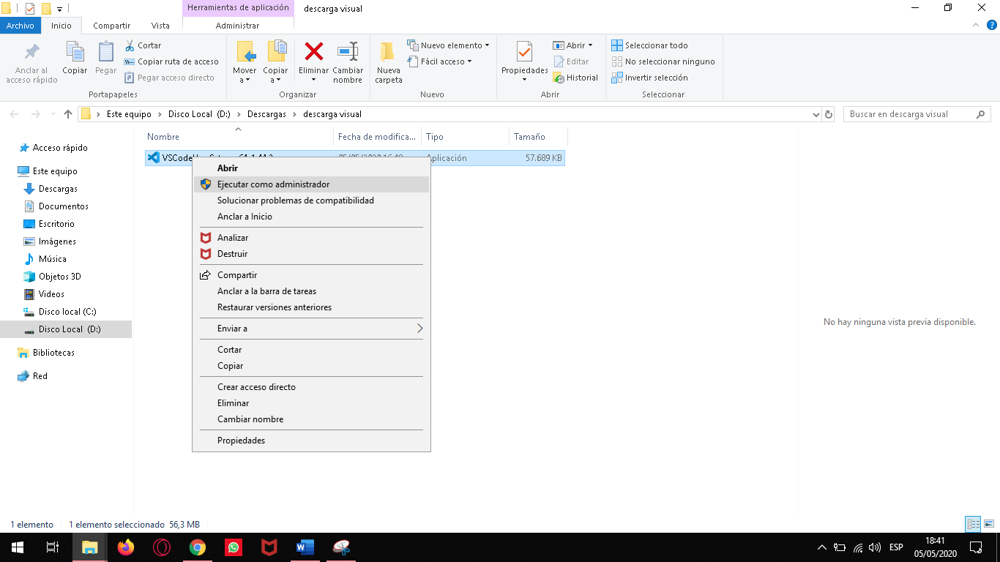 Herramientas de aplicación
descarga visual
Archivo
Inicio
Compartir
Vista
Administrar
Anclar al acceso rápido
Copiar
Pegar
Cortar
Copiar ruta de acceso
Pegar acceso directo
Portapapeles
Mover a
Copiar a
Eliminar
Cambiar nombre
Organizar
Nueva carpeta
Nuevo elemento
Fácil acceso
Nuevo
Propiedades
Abrir
Editar
Historial
Abrir
Seleccionar todo
No seleccionar ninguno
Invertir selección
Seleccionar
Este equipo > Disco Local (D:) > Descargas > descarga visual
Buscar en descarga visual
Nombre
Fecha de modifica...
Tipo
Tamaño
Aplicación
57.689 KB
Acceso rápido
Este equipo
Descargas
Documentos
Escritorio
Imágenes
Música
Objetos 3D
Videos
Disco local (C:)
Disco Local (D:)
Bibliotecas
Red
Abrir
Ejecutar como administrador
Solucionar problemas de compatibilidad
Anclar a Inicio
Analizar
Destruir
Compartir
Anclar a la barra de tareas
Restaurar versiones anteriores
Enviar a
Cortar
Copiar
Crear acceso directo
Eliminar
Cambiar nombre
Propiedades
No hay ninguna vista previa disponible.
1 elemento
1 elemento seleccionado 56,3 MB
ESP
18:41
05/05/2020